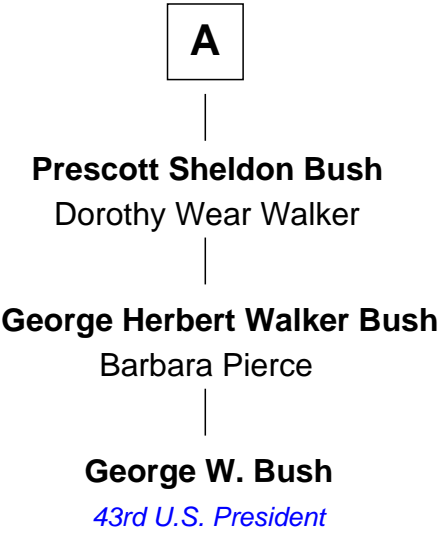 A
Prescott Sheldon Bush
Dorothy Wear Walker
George Herbert Walker Bush
Barbara Pierce
George W. Bush
43rd U.S. President